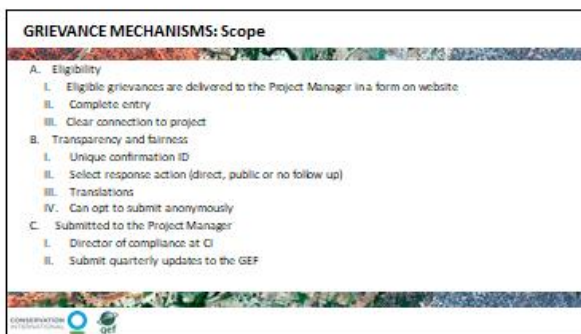 GRIEVANCE MECHANISMS: Scope
A. Eligibility
I. Eligible grievances are delivered to the Project Manager in a form on website
II. Complete entry
III. Clear connection to project
B. Transparency and fairness
I. Unique confirmation ID
II. Select response action (direct, public or no follow up)
III. Translations
IV. Can opt to submit anonymously
C. Submitted to the Project Manager
I. Director of compliance at CI
II. Submit quarterly updates to the GEF
CONSERVATION
INTERNATIONAL
gef